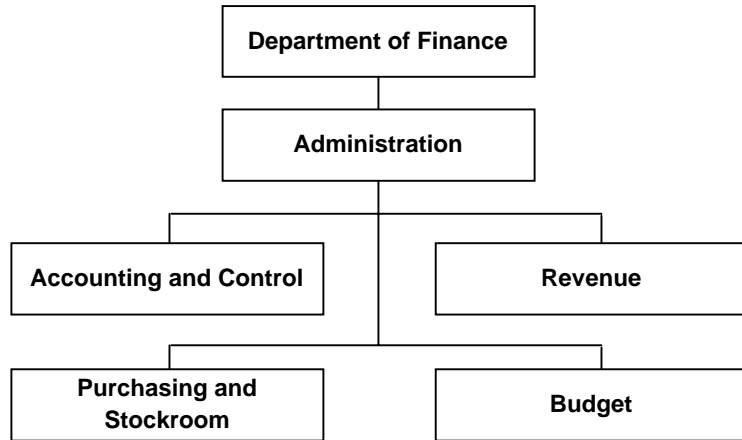 Department of Finance
Administration
Accounting and Control
Revenue
Purchasing and
Stockroom
Budget